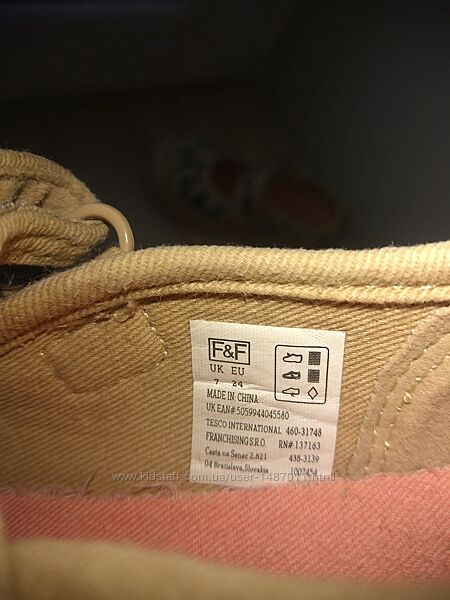 F&F
UK EU
7 24
MADE IN CHINA
UK EAN# 5059944045580
TESCO INTERNATIONAL 460-31748
FRANCHISING S.R.O. RN# 137163
Cesta na Senec 2,821 438-3139
04 Bratislava,Slovakia 1007454
www.kidstaff.com.ua/user-148701.html